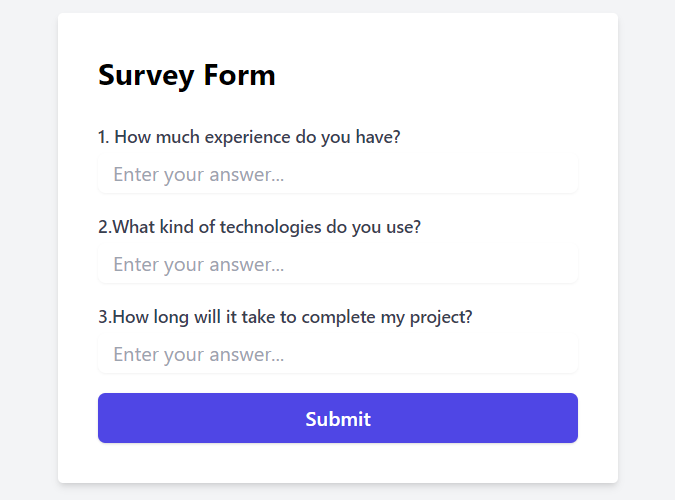 Survey Form
1. How much experience do you have?
Enter your answer...
2.What kind of technologies do you use?
Enter your answer...
3.How long will it take to complete my project?
Enter your answer...
Submit